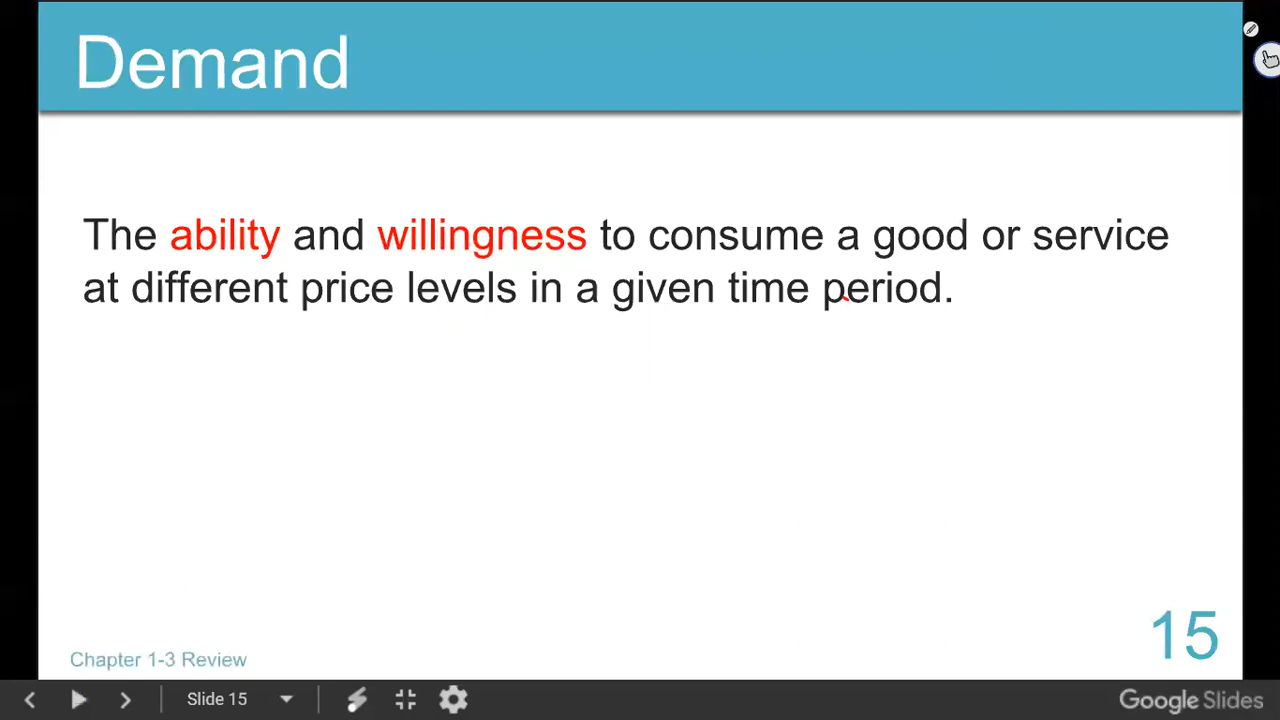 Demand
The ability and willingness to consume a good or service
at different price levels in a given time period.
15
Chapter 1-3 Review
Slide 15
Google Slides